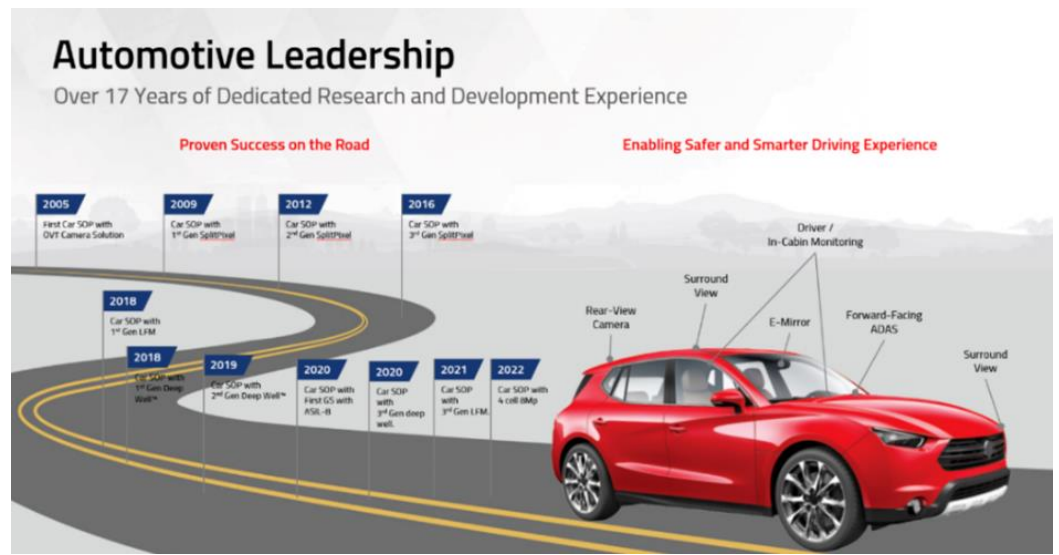 Automotive Leadership
Over 17 Years of Dedicated Research and Development Experience
Proven Success on the Road
Enabling Safer and Smarter Driving Experience
2005
First Car SOP with
OVT Camera Solution
2009
Car SOP with
1st Gen SplitPixel
2012
Car SOP with
2nd Gen SplitPixel
2016
Car SOP with
3rd Gen SplitPixel
2018
Car SOP with
1st Gen LFM
2018
Car SOP with
1st Gen Deep
Well™
2019
Car SOP with
2nd Gen Deep Well™
2020
Car SOP with
First GS with
ASIL-B
2020
Car SOP
with
3rd Gen deep
well.
2021
Car SOP
with
3rd Gen LFM.
2022
Car SOP with
4 cell 8Mp
Driver /
In-Cabin Monitoring
Surround
View
Rear-View
Camera
E-Mirror
Forward-Facing
ADAS
Surround
View